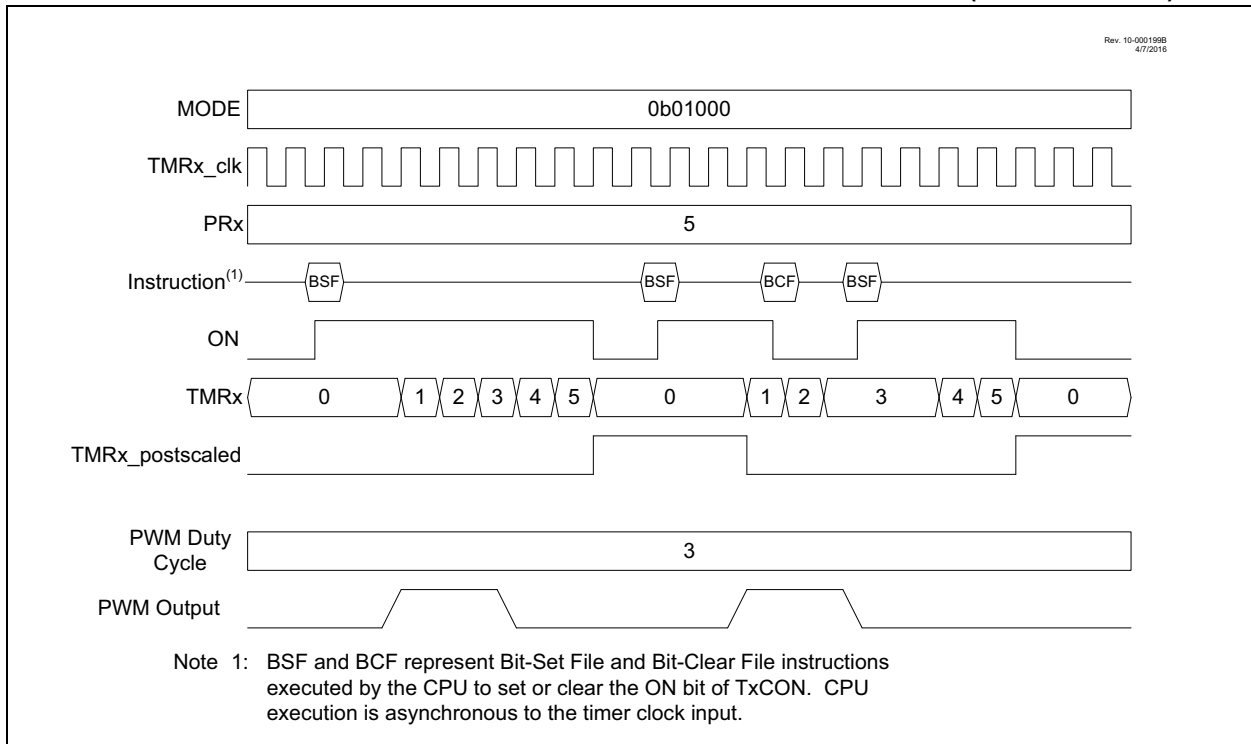 Rev. 10-000199B
4/7/2016
MODE 0b01000
TMRx_clk
PRx 5
Instruction(1) BSF BSF BCF BSF
ON
TMRx 0 1 2 3 4 5 0 1 2 3 4 5 0
TMRx_postscaled
PWM Duty
Cycle 3
PWM Output
Note 1: BSF and BCF represent Bit-Set File and Bit-Clear File instructions
executed by the CPU to set or clear the ON bit of TxCON. CPU
execution is asynchronous to the timer clock input.